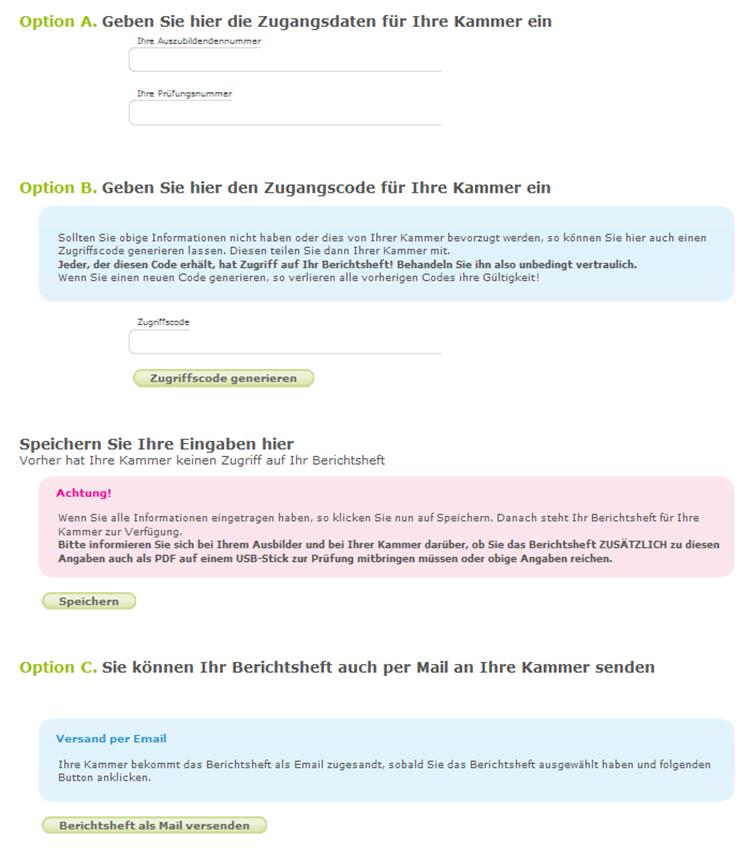 Option A. Geben Sie hier die Zugangsdaten für Ihre Kammer ein
Ihre Auszubildendennummer
Ihre Prüfungsnummer
Option B. Geben Sie hier den Zugangscode für Ihre Kammer ein
Sollten Sie obige Informationen nicht haben oder dies von Ihrer Kammer bevorzugt werden, so können Sie hier auch einen
Zugriffscode generieren lassen. Diesen teilen Sie dann Ihrer Kammer mit.
Jeder, der diesen Code erhält, hat Zugriff auf Ihr Berichtsheft! Behandeln Sie ihn also unbedingt vertraulich.
Wenn Sie einen neuen Code generieren, so verlieren alle vorherigen Codes ihre Gültigkeit!
Zugriffscode
Zugriffscode generieren
Speichern Sie Ihre Eingaben hier
Vorher hat Ihre Kammer keinen Zugriff auf Ihr Berichtsheft
Achtung!
Wenn Sie alle Informationen eingetragen haben, so klicken Sie nun auf Speichern. Danach steht Ihr Berichtsheft für Ihre
Kammer zur Verfügung.
Bitte informieren Sie sich bei Ihrem Ausbilder und bei Ihrer Kammer darüber, ob Sie das Berichtsheft ZUSÄTZLICH zu diesen
Angaben auch als PDF auf einem USB-Stick zur Prüfung mitbringen müssen oder obige Angaben reichen.
Speichern
Option C. Sie können Ihr Berichtsheft auch per Mail an Ihre Kammer senden
Versand per Email
Ihre Kammer bekommt das Berichtsheft als Email zugesandt, sobald Sie das Berichtsheft ausgewählt haben und folgenden
Button anklicken.
Berichtsheft als Mail versenden